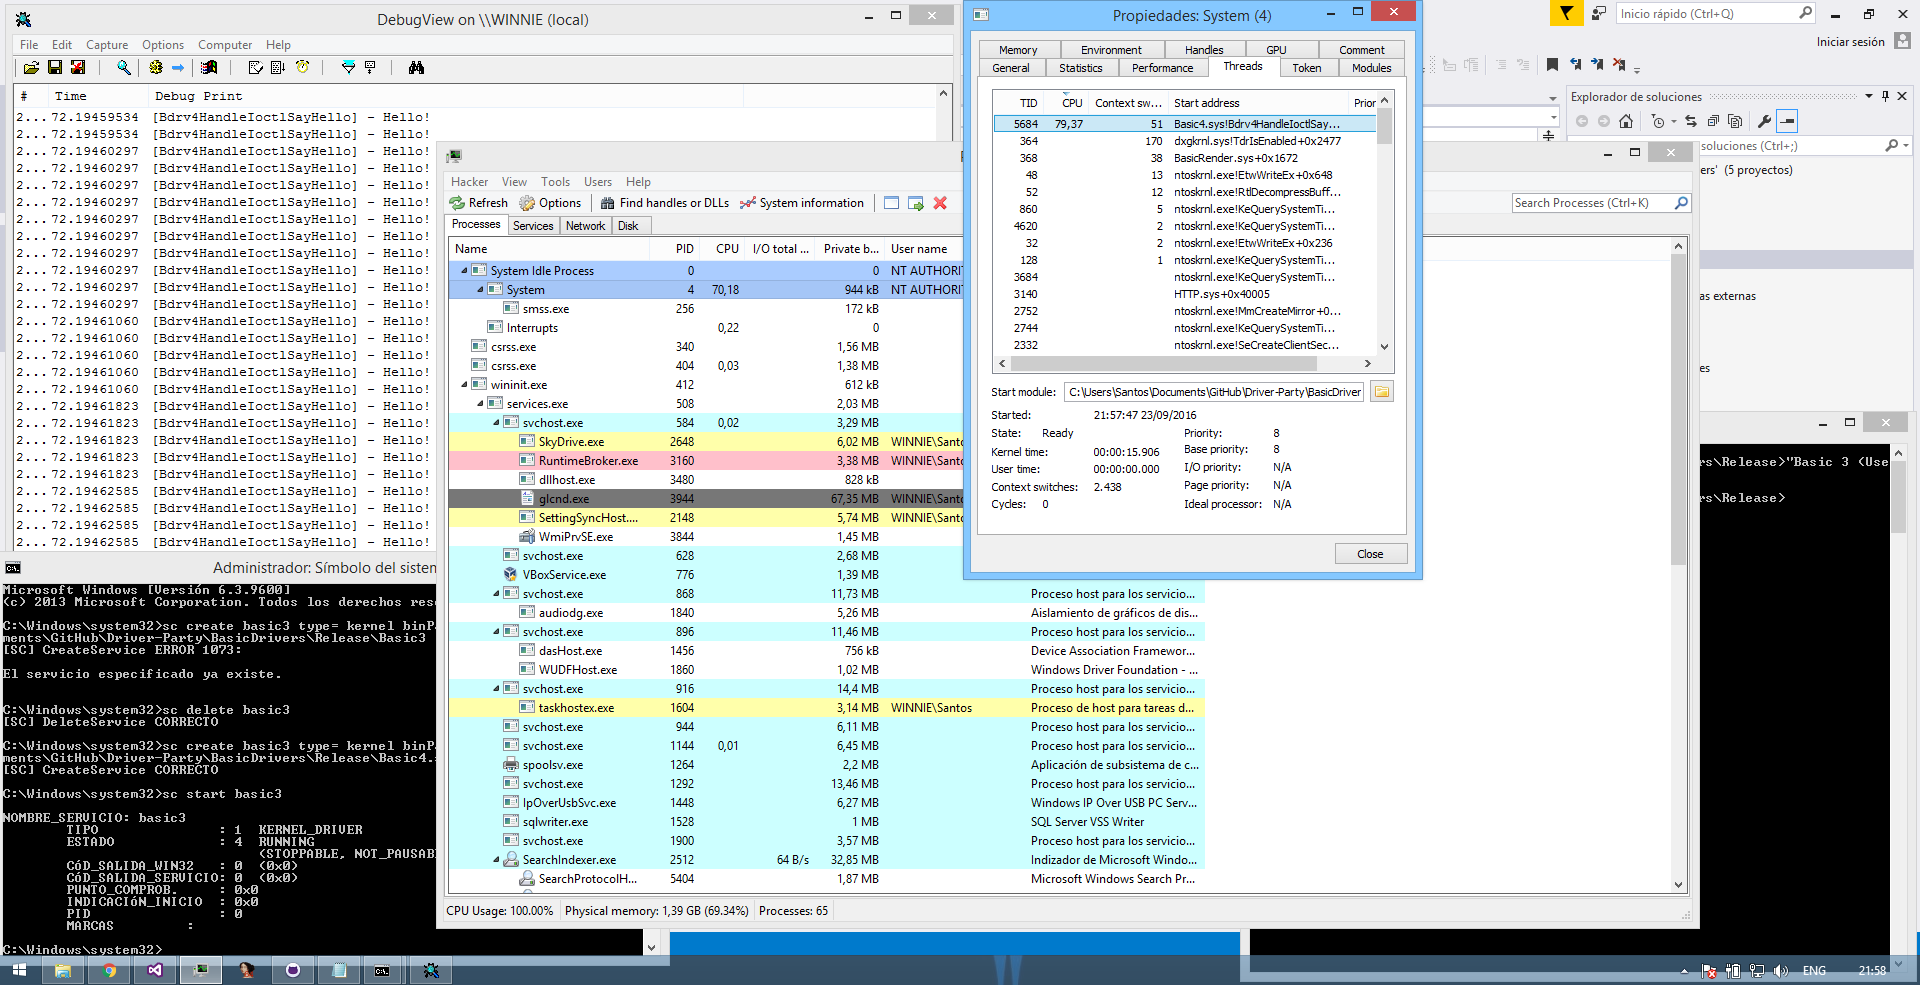 DebugView on \\WINNIE (local)
File Edit Capture Options Computer Help
# Time Debug Print
2... 72.19459534 [Bdrv4HandleIoctlSayHello] - Hello!
2... 72.19459534 [Bdrv4HandleIoctlSayHello] - Hello!
2... 72.19460297 [Bdrv4HandleIoctlSayHello] - Hello!
2... 72.19460297 [Bdrv4HandleIoctlSayHello] - Hello!
2... 72.19460297 [Bdrv4HandleIoctlSayHello] - Hello!
2... 72.19460297 [Bdrv4HandleIoctlSayHello] - Hello!
2... 72.19460297 [Bdrv4HandleIoctlSayHello] - Hello!
2... 72.19460297 [Bdrv4HandleIoctlSayHello] - Hello!
2... 72.19460297 [Bdrv4HandleIoctlSayHello] - Hello!
2... 72.19460297 [Bdrv4HandleIoctlSayHello] - Hello!
2... 72.19460297 [Bdrv4HandleIoctlSayHello] - Hello!
2... 72.19460297 [Bdrv4HandleIoctlSayHello] - Hello!
2... 72.19461060 [Bdrv4HandleIoctlSayHello] - Hello!
2... 72.19461060 [Bdrv4HandleIoctlSayHello] - Hello!
2... 72.19461060 [Bdrv4HandleIoctlSayHello] - Hello!
2... 72.19461060 [Bdrv4HandleIoctlSayHello] - Hello!
2... 72.19461060 [Bdrv4HandleIoctlSayHello] - Hello!
2... 72.19461823 [Bdrv4HandleIoctlSayHello] - Hello!
2... 72.19461823 [Bdrv4HandleIoctlSayHello] - Hello!
2... 72.19461823 [Bdrv4HandleIoctlSayHello] - Hello!
2... 72.19461823 [Bdrv4HandleIoctlSayHello] - Hello!
2... 72.19461823 [Bdrv4HandleIoctlSayHello] - Hello!
2... 72.19462585 [Bdrv4HandleIoctlSayHello] - Hello!
2... 72.19462585 [Bdrv4HandleIoctlSayHello] - Hello!
2... 72.19462585 [Bdrv4HandleIoctlSayHello] - Hello!
2... 72.19462585 [Bdrv4HandleIoctlSayHello] - Hello!
Administrador: Símbolo del sistem
Microsoft Windows [Versión 6.3.9600]
(c) 2013 Microsoft Corporation. Todos los derechos res
C:\Windows\system32>sc create basic3 type= kernel binP
ments\GitHub\Driver-Party\BasicDrivers\Release\Basic3
[SC] CreateService ERROR 1073:
El servicio especificado ya existe.
C:\Windows\system32>sc delete basic3
[SC] DeleteService CORRECTO
C:\Windows\system32>sc create basic3 type= kernel binP
ments\GitHub\Driver-Party\BasicDrivers\Release\Basic4.
[SC] CreateService CORRECTO
C:\Windows\system32>sc start basic3
NOMBRE_SERVICIO: basic3
TIPO : 1 KERNEL_DRIVER
ESTADO : 4 RUNNING
(STOPPABLE, NOT_PAUSAB
CóD_SALIDA_WIN32 : 0 (0x0)
CóD_SALIDA_SERVICIO: 0 (0x0)
PUNTO_COMPROB. : 0x0
INDICACIóN_INICIO : 0x0
PID : 0
MARCAS :
C:\Windows\system32>
Hacker View Tools Users Help
Refresh Options Find handles or DLLs System information
Search Processes (Ctrl+K)
Processes Services Network Disk
Name PID CPU I/O total ... Private b... User name
System Idle Process 0 0 NT AUTHORI
System 4 70,18 944 kB NT AUTHORI
smss.exe 256 172 kB
Interrupts 0,22 0
csrss.exe 340 1,56 MB
csrss.exe 404 0,03 1,38 MB
wininit.exe 412 612 kB
services.exe 508 2,03 MB
svchost.exe 584 0,02 3,29 MB
SkyDrive.exe 2648 6,02 MB WINNIE\Santo
RuntimeBroker.exe 3160 3,38 MB WINNIE\Santo
dllhost.exe 3480 828 kB
glcnd.exe 3944 67,35 MB WINNIE\Santo
SettingSyncHost.... 2148 5,74 MB WINNIE\Santo
WmiPrvSE.exe 3844 1,45 MB
svchost.exe 628 2,68 MB
VBoxService.exe 776 1,39 MB
svchost.exe 868 11,73 MB Proceso host para los servicio...
audiodg.exe 1840 5,26 MB Aislamiento de gráficos de dis...
svchost.exe 896 11,46 MB Proceso host para los servicio...
dasHost.exe 1456 756 kB Device Association Framewor...
WUDFHost.exe 1860 1,02 MB Windows Driver Foundation - ...
svchost.exe 916 14,4 MB Proceso host para los servicio...
taskhostex.exe 1604 3,14 MB WINNIE\Santos Proceso de host para tareas d...
svchost.exe 944 6,11 MB Proceso host para los servicio...
svchost.exe 1144 0,01 6,45 MB Proceso host para los servicio...
spoolsv.exe 1264 2,2 MB Aplicación de subsistema de c...
svchost.exe 1292 13,46 MB Proceso host para los servicio...
IpOverUsbSvc.exe 1448 6,27 MB Windows IP Over USB PC Serv...
sqlwriter.exe 1528 1 MB SQL Server VSS Writer
svchost.exe 1900 3,57 MB Proceso host para los servicio...
SearchIndexer.exe 2512 64 B/s 32,85 MB Indizador de Microsoft Windo...
SearchProtocolH... 5404 1,87 MB Microsoft Windows Search Pr...
CPU Usage: 100.00% Physical memory: 1,39 GB (69.34%) Processes: 65
Propiedades: System (4)
Memory Environment Handles GPU Comment
General Statistics Performance Threads Token Modules
TID CPU Context sw... Start address Prior
5684 79,37 51 Basic4.sys!Bdrv4HandleIoctlSay...
364 170 dxgkrnl.sys!TdrIsEnabled+0x2477
368 38 BasicRender.sys+0x1672
48 13 ntoskrnl.exe!EtwWriteEx+0x648
52 12 ntoskrnl.exe!RtlDecompressBuff...
860 5 ntoskrnl.exe!KeQuerySystemTi...
4620 2 ntoskrnl.exe!KeQuerySystemTi...
32 2 ntoskrnl.exe!EtwWriteEx+0x236
128 1 ntoskrnl.exe!KeQuerySystemTi...
3684 ntoskrnl.exe!KeQuerySystemTi...
3140 HTTP.sys+0x40005
2752 ntoskrnl.exe!MmCreateMirror+0...
2744 ntoskrnl.exe!KeQuerySystemTi...
2332 ntoskrnl.exe!SeCreateClientSec...
Start module: C:\Users\Santos\Documents\GitHub\Driver-Party\BasicDriver
Started: 21:57:47 23/09/2016
State: Ready Priority: 8
Kernel time: 00:00:15.906 Base priority: 8
User time: 00:00:00.000 I/O priority: N/A
Context switches: 2.438 Page priority: N/A
Cycles: 0 Ideal processor: N/A
Close
Inicio rápido (Ctrl+Q)
Iniciar sesión
Explorador de soluciones
soluciones (Ctrl+;)
ers' (5 proyectos)
as externas
es
rs\Release>"Basic 3 (Use
rs\Release>
ENG 21:58